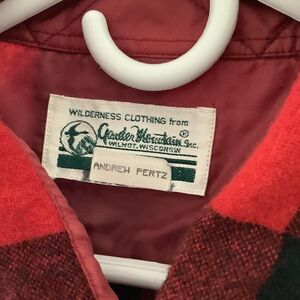 WILDERNESS CLOTHING from
Gander Mountain® Inc.
WILMOT, WISCONSIN
ANDREW PERTZ